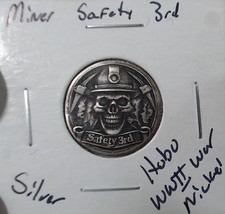 Miner Safety 3rd
Safety 3rd
Silver
Hobo
WWII War
Nickel